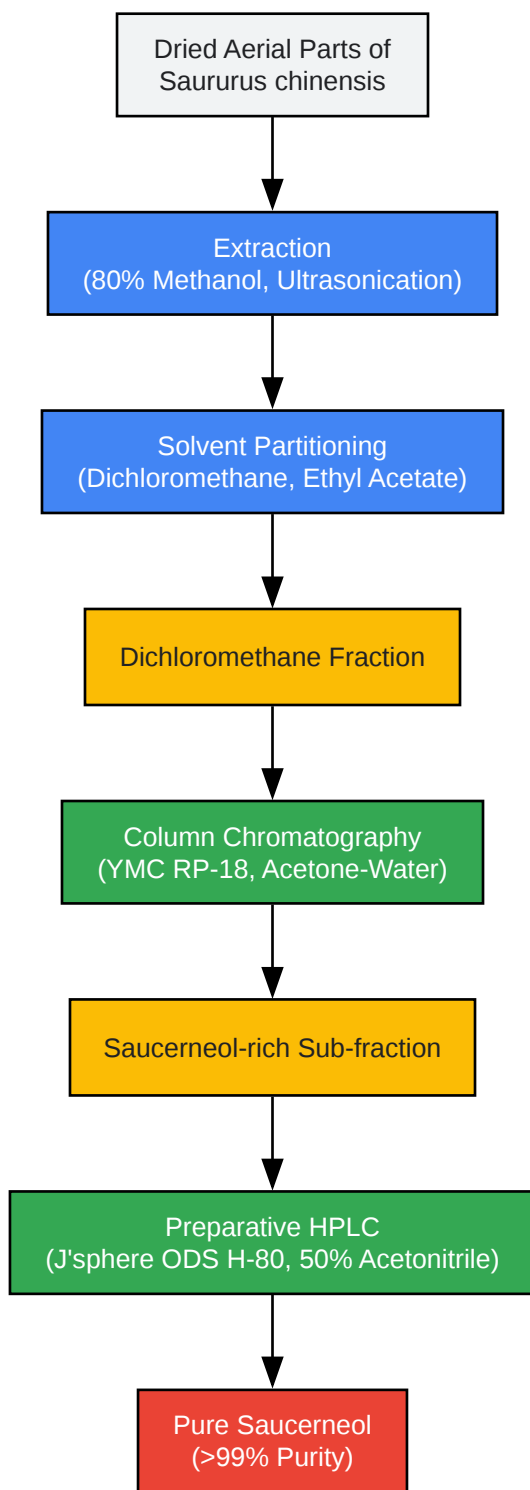 Dried Aerial Parts of
Saururus chinensis
Extraction
(80% Methanol, Ultrasonication)
Solvent Partitioning
(Dichloromethane, Ethyl Acetate)
Dichloromethane Fraction
Column Chromatography
(YMC RP-18, Acetone-Water)
Saucerneol-rich Sub-fraction
Preparative HPLC
(J'sphere ODS H-80, 50% Acetonitrile)
Pure Saucerneol
(>99% Purity)